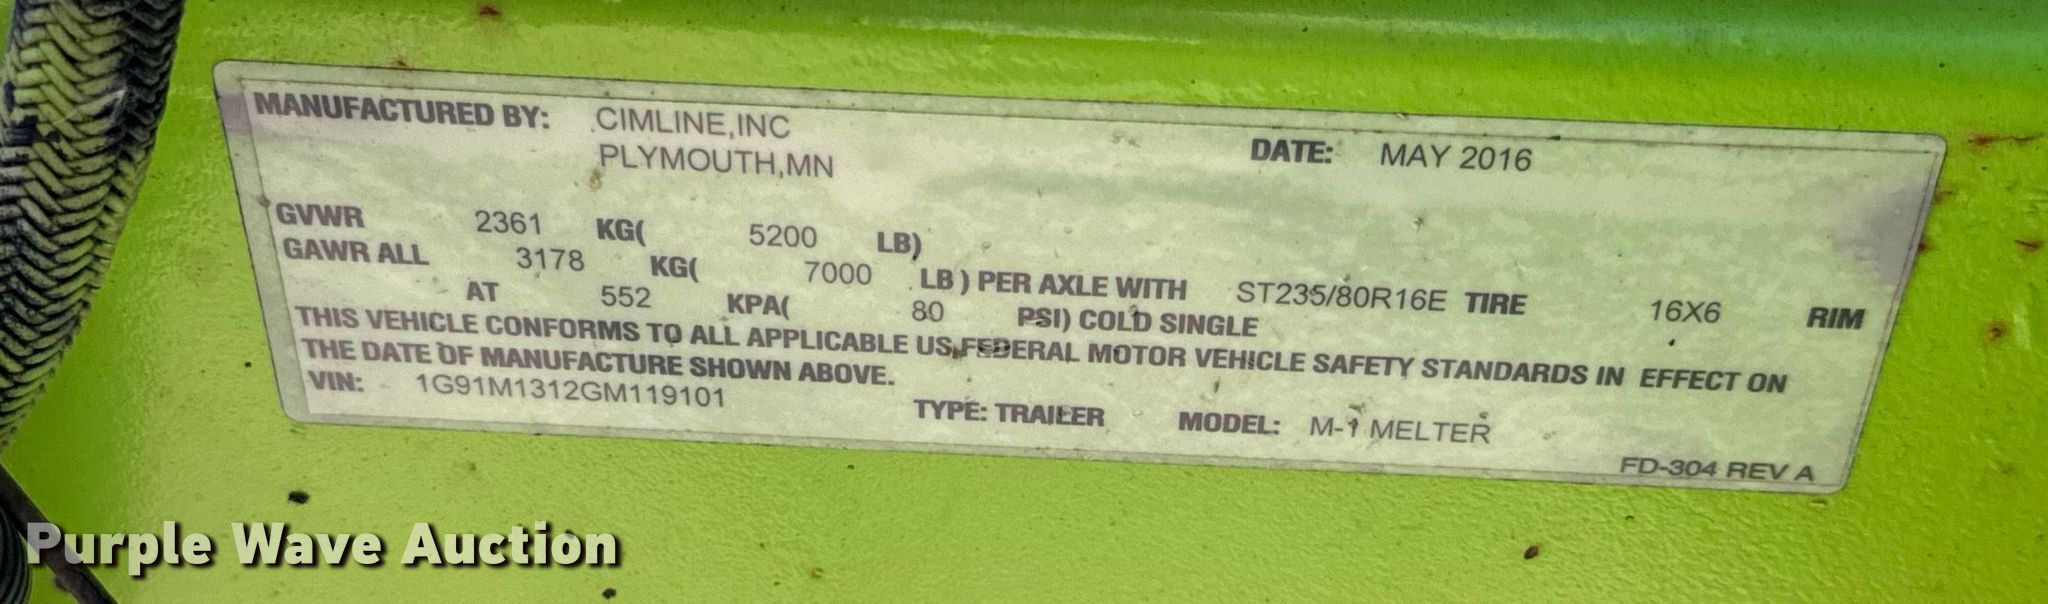 MANUFACTURED BY: CIMLINE,INC
PLYMOUTH,MN
DATE: MAY 2016
GVWR 2361 KG( 5200 LB)
GAWR ALL 3178 KG( 7000 LB ) PER AXLE WITH ST235/80R16E TIRE 16X6 RIM
AT 552 KPA( 80 PSI) COLD SINGLE
THIS VEHICLE CONFORMS TO ALL APPLICABLE US,FEDERAL MOTOR VEHICLE SAFETY STANDARDS IN EFFECT ON
THE DATE OF MANUFACTURE SHOWN ABOVE.
VIN: 1G91M1312GM119101 TYPE: TRAILER MODEL: M-1 MELTER
FD-304 REV A
Purple Wave Auction